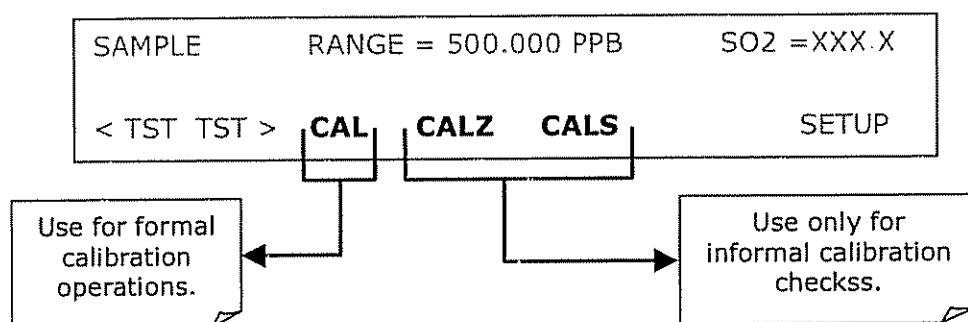 SAMPLE RANGE = 500.000 PPB SO2 =XXX.X
< TST TST > CAL CALZ CALS SETUP
Use for formal
calibration
operations.
Use only for
informal calibration
checkss.